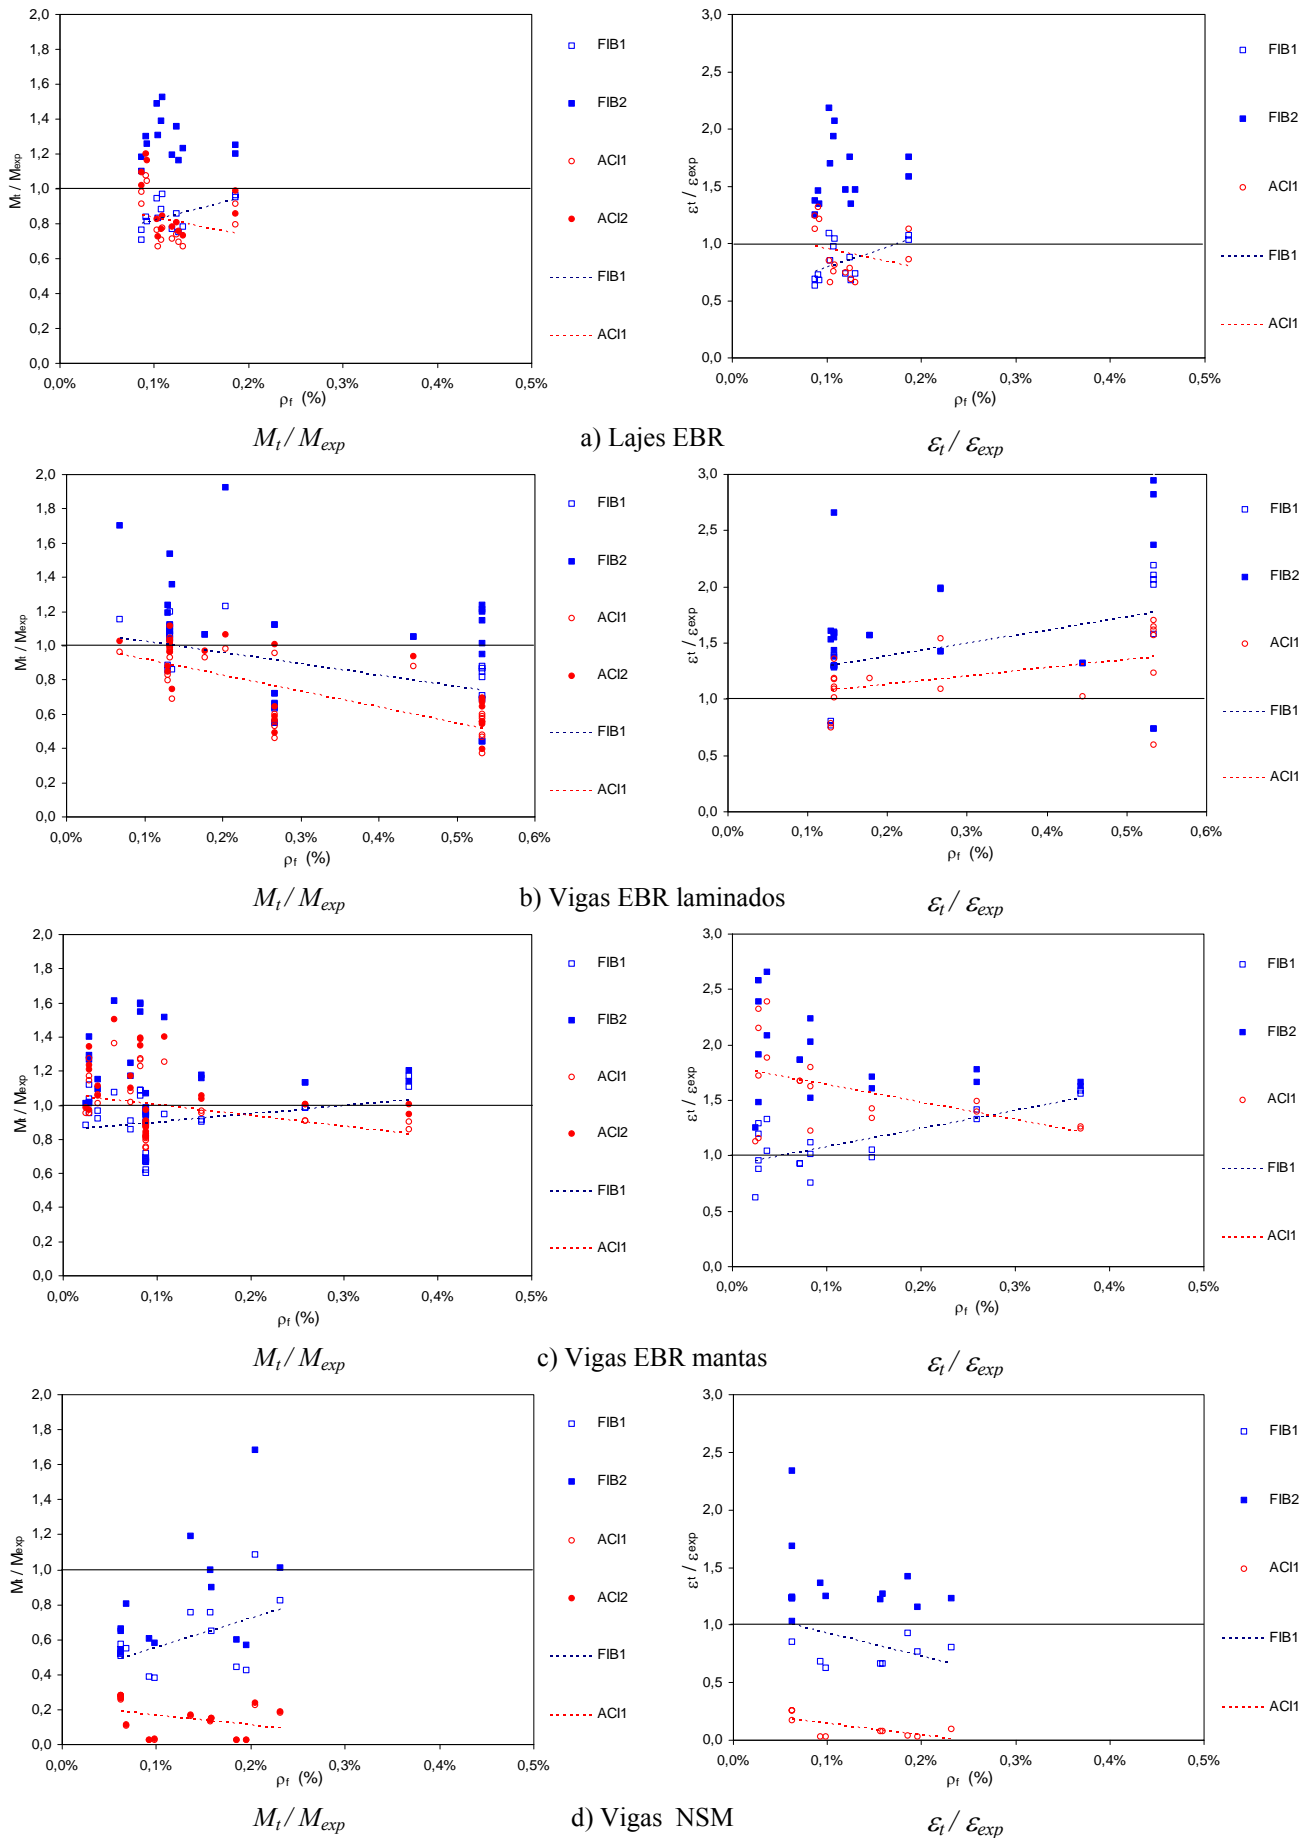 2,0
1,8
1,6
1,4
1,2
1,0
0,8
0,6
0,4
0,2
0,0
Mt / Mexp
0,0% 0,1% 0,2% 0,3% 0,4% 0,5%
ρf (%)
FIB1
FIB2
ACI1
ACI2
FIB1
ACI1
3,0
2,5
2,0
1,5
1,0
0,5
0,0
εt / εexp
0,0% 0,1% 0,2% 0,3% 0,4% 0,5%
ρf (%)
FIB1
FIB2
ACI1
FIB1
ACI1
Mt / Mexp a) Lajes EBR εt / εexp
2,0
1,8
1,6
1,4
1,2
1,0
0,8
0,6
0,4
0,2
0,0
Mt / Mexp
0,0% 0,1% 0,2% 0,3% 0,4% 0,5% 0,6%
ρf (%)
FIB1
FIB2
ACI1
ACI2
FIB1
ACI1
3,0
2,5
2,0
1,5
1,0
0,5
0,0
εt / εexp
0,0% 0,1% 0,2% 0,3% 0,4% 0,5% 0,6%
ρf (%)
FIB1
FIB2
ACI1
FIB1
ACI1
Mt / Mexp b) Vigas EBR laminados εt / εexp
2,0
1,8
1,6
1,4
1,2
1,0
0,8
0,6
0,4
0,2
0,0
Mt / Mexp
0,0% 0,1% 0,2% 0,3% 0,4% 0,5%
ρf (%)
FIB1
FIB2
ACI1
ACI2
FIB1
ACI1
3,0
2,5
2,0
1,5
1,0
0,5
0,0
εt / εexp
0,0% 0,1% 0,2% 0,3% 0,4% 0,5%
ρf (%)
FIB1
FIB2
ACI1
FIB1
ACI1
Mt / Mexp c) Vigas EBR mantas εt / εexp
2,0
1,8
1,6
1,4
1,2
1,0
0,8
0,6
0,4
0,2
0,0
Mt / Mexp
0,0% 0,1% 0,2% 0,3% 0,4% 0,5%
ρf (%)
FIB1
FIB2
ACI1
ACI2
FIB1
ACI1
3,0
2,5
2,0
1,5
1,0
0,5
0,0
εt / εexp
0,0% 0,1% 0,2% 0,3% 0,4% 0,5%
ρf (%)
FIB1
FIB2
ACI1
FIB1
ACI1
Mt / Mexp d) Vigas NSM εt / εexp